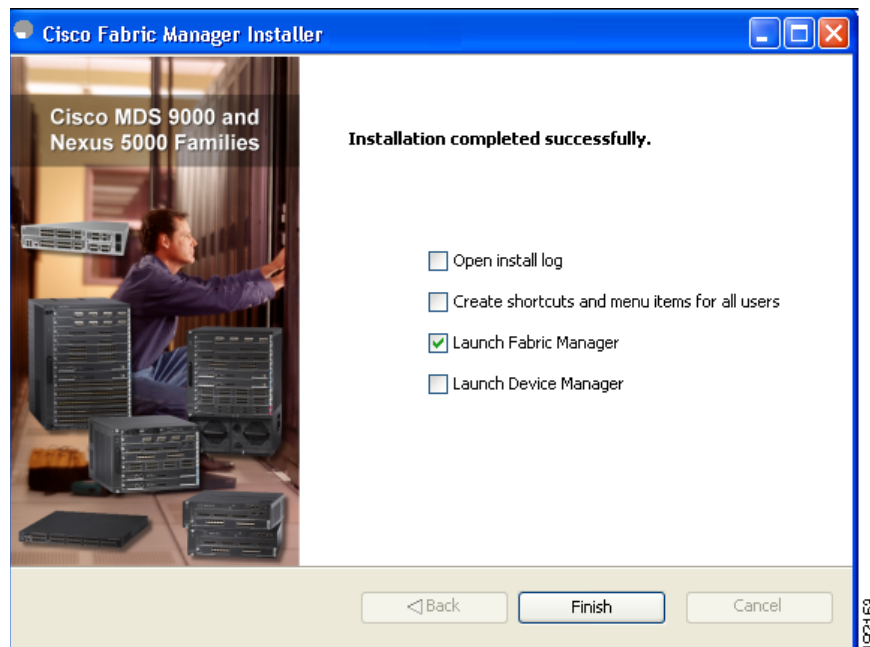 Cisco Fabric Manager Installer
Cisco MDS 9000 and
Nexus 5000 Families
Installation completed successfully.
Open install log
Create shortcuts and menu items for all users
Launch Fabric Manager
Launch Device Manager
Back
Finish
Cancel